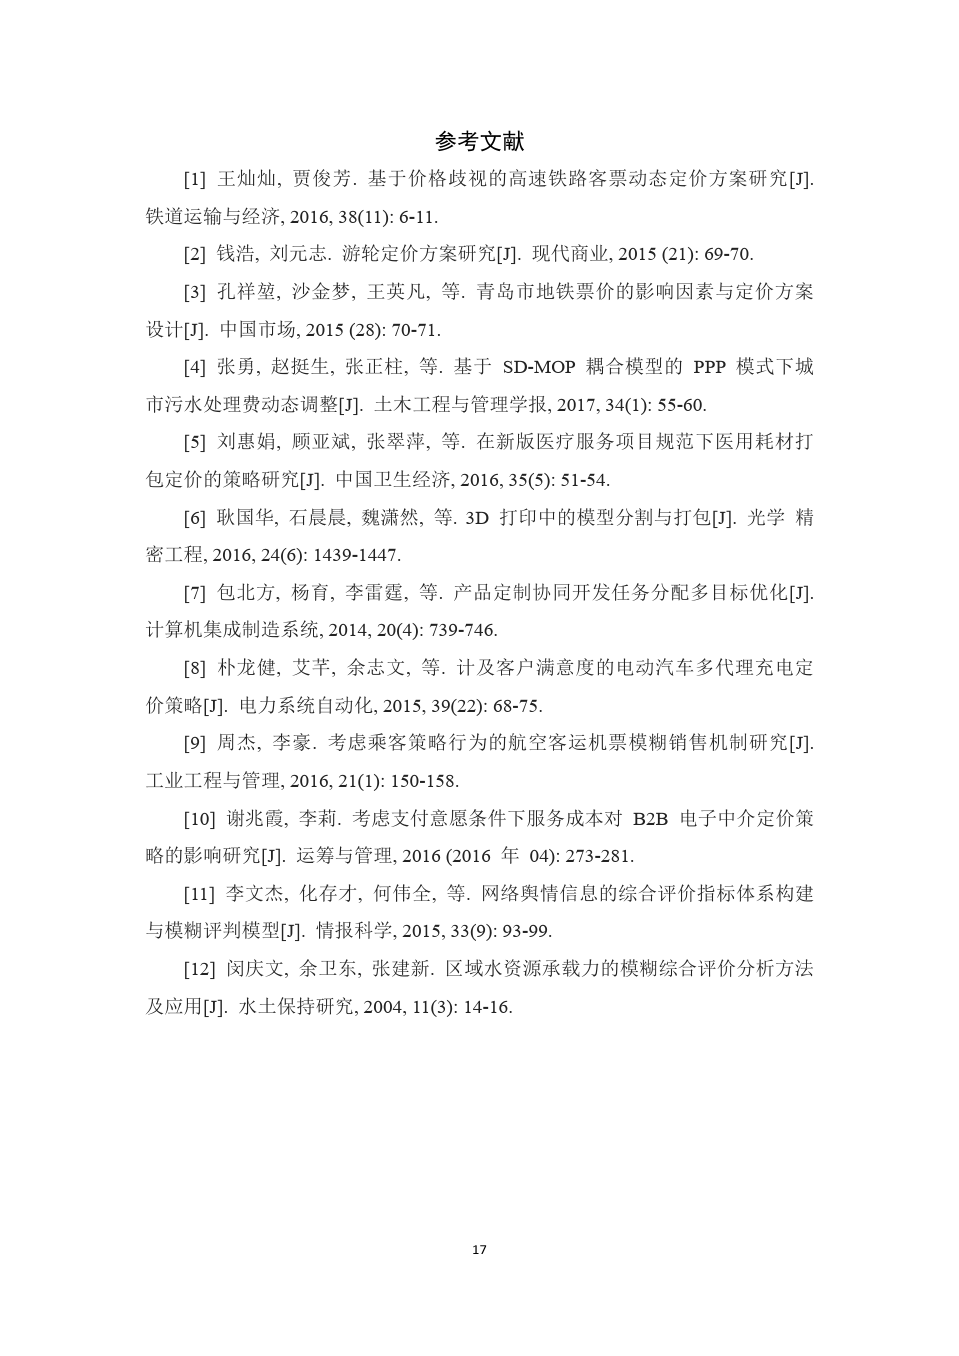 参考文献
[1] 王灿灿, 贾俊芳. 基于价格歧视的高速铁路客票动态定价方案研究[J].
铁道运输与经济, 2016, 38(11): 6-11.
[2] 钱浩, 刘元志. 游轮定价方案研究[J]. 现代商业, 2015 (21): 69-70.
[3] 孔祥堃, 沙金梦, 王英凡, 等. 青岛市地铁票价的影响因素与定价方案
设计[J]. 中国市场, 2015 (28): 70-71.
[4] 张勇, 赵挺生, 张正柱, 等. 基于 SD-MOP 耦合模型的 PPP 模式下城
市污水处理费动态调整[J]. 土木工程与管理学报, 2017, 34(1): 55-60.
[5] 刘惠娟, 顾亚斌, 张翠萍, 等. 在新版医疗服务项目规范下医用耗材打
包定价的策略研究[J]. 中国卫生经济, 2016, 35(5): 51-54.
[6] 耿国华, 石晨晨, 魏潇然, 等. 3D 打印中的模型分割与打包[J]. 光学 精
密工程, 2016, 24(6): 1439-1447.
[7] 包北方, 杨育, 李雷霆, 等. 产品定制协同开发任务分配多目标优化[J].
计算机集成制造系统, 2014, 20(4): 739-746.
[8] 朴龙健, 艾芊, 余志文, 等. 计及客户满意度的电动汽车多代理充电定
价策略[J]. 电力系统自动化, 2015, 39(22): 68-75.
[9] 周杰, 李豪. 考虑乘客策略行为的航空客运机票模糊销售机制研究[J].
工业工程与管理, 2016, 21(1): 150-158.
[10] 谢兆霞, 李莉. 考虑支付意愿条件下服务成本对 B2B 电子中介定价策
略的影响研究[J]. 运筹与管理, 2016 (2016 年 04): 273-281.
[11] 李文杰, 化存才, 何伟全, 等. 网络舆情信息的综合评价指标体系构建
与模糊评判模型[J]. 情报科学, 2015, 33(9): 93-99.
[12] 闵庆文, 余卫东, 张建新. 区域水资源承载力的模糊综合评价分析方法
及应用[J]. 水土保持研究, 2004, 11(3): 14-16.
17